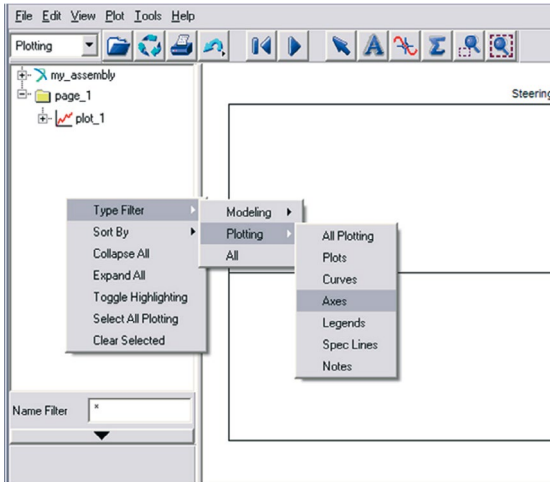 File Edit View Plot Tools Help
Plotting
my_assembly
page_1
plot_1
Steering
Type Filter
Sort By
Collapse All
Expand All
Toggle Highlighting
Select All Plotting
Clear Selected
Modeling
Plotting
All
All Plotting
Plots
Curves
Axes
Legends
Spec Lines
Notes
Name Filter *